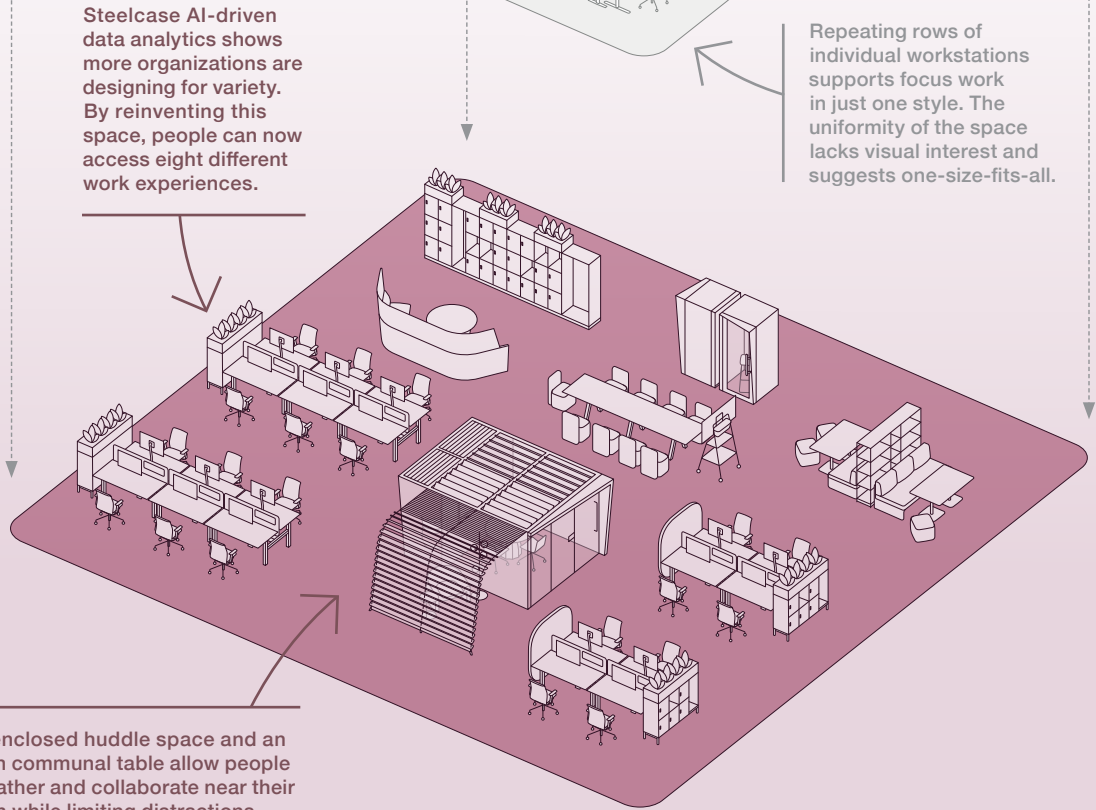 Steelcase AI-driven
data analytics shows
more organizations are
designing for variety.
By reinventing this
space, people can now
access eight different
work experiences.
Repeating rows of
individual workstations
supports focus work
in just one style. The
uniformity of the space
lacks visual interest and
suggests one-size-fits-all.
enclosed huddle space and an
communal table allow people
and collaborate near their
while limiting distractions